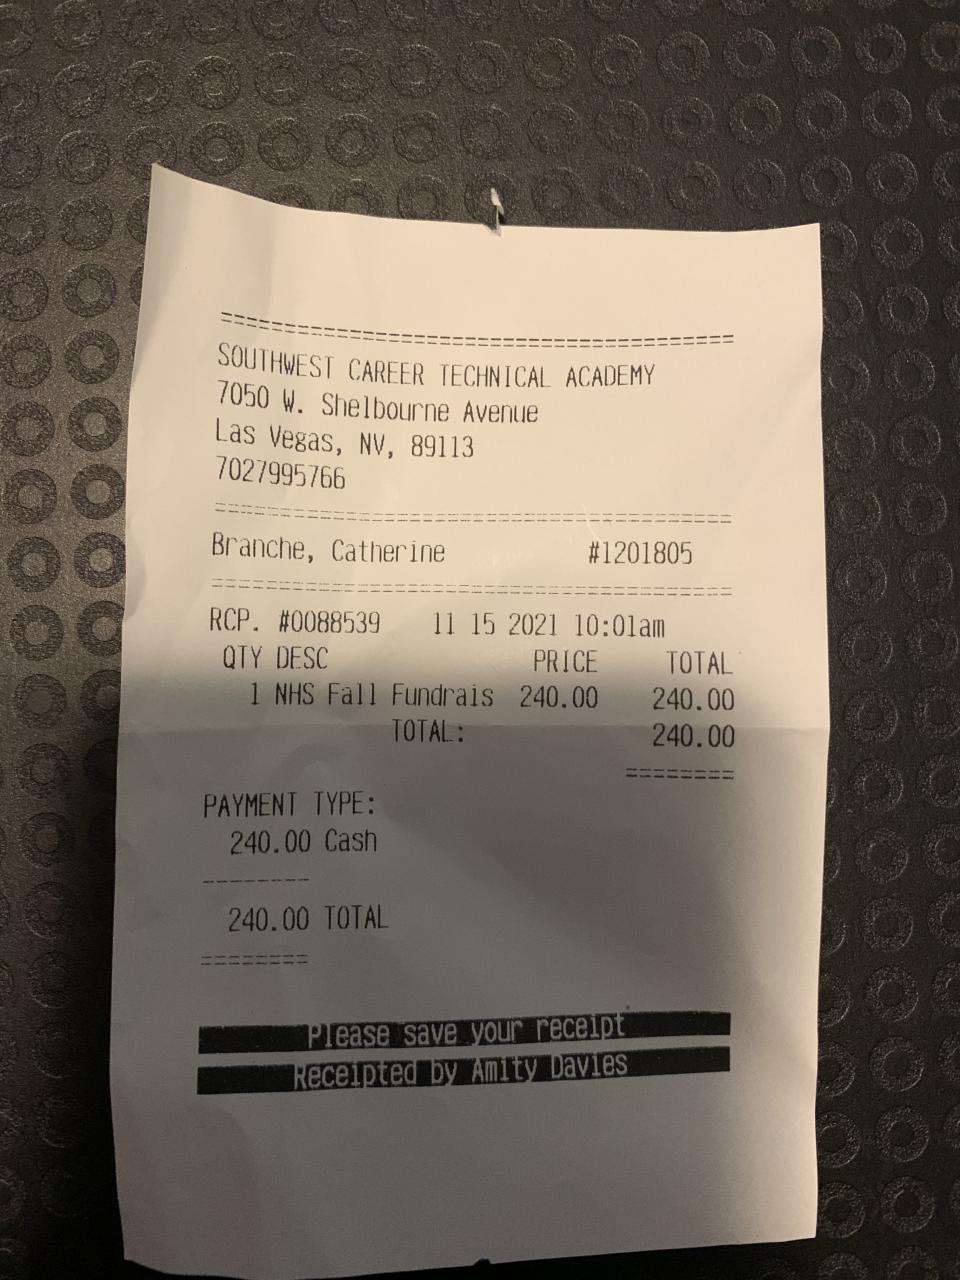 SOUTHWEST CAREER TECHNICAL ACADEMY
7050 W. Shelbourne Avenue
Las Vegas, NV, 89113
7027995766
Branche, Catherine #1201805
RCP. #0088539 11 15 2021 10:01am
QTY DESC PRICE TOTAL
1 NHS Fall Fundrais 240.00 240.00
TOTAL: 240.00
PAYMENT TYPE:
240.00 Cash
240.00 TOTAL
Please save your receipt
Receipted by Amity Davies